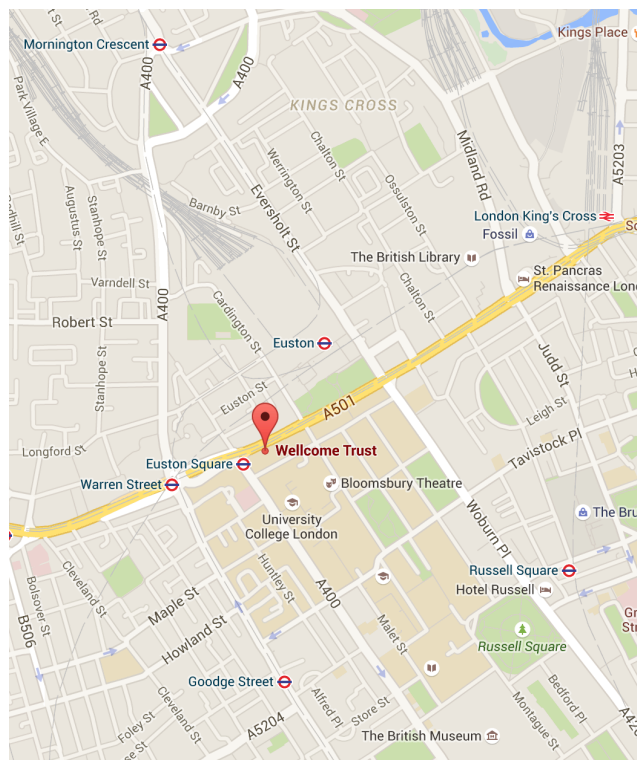 Kings Place
Mornington Crescent
A400
A400
Park Village E
KINGS CROSS
Chalton St
Midland Rd
A5203
Werrington St
Ossulston St
Barnby St
Eversholt St
Augustus St
Stanhope St
London King's Cross
Fossil
The British Library
St. Pancras
Renaissance Lon
Varndell St
Chalton St
A400
Cardington St
Robert St
Euston
Stanhope St
Judd St
Euston St
A501
Leigh St
Longford S
Wellcome Trust
Tavistock Pl
Euston Square
Warren Street
Bloomsbury Theatre
University
College London
Woburn Pl
The Bru
Bolsover St
Cleveland St
Huntley St
Russell Square
Maple St
A400
Hotel Russell
B506
Howland St
Malet St
Gr
Str
Russell Square
Goodge Street
Cleveland St
Alfred Pl
Store St
Bedford Pl
Montague St
Foley St
A5204
The British Museum
se St